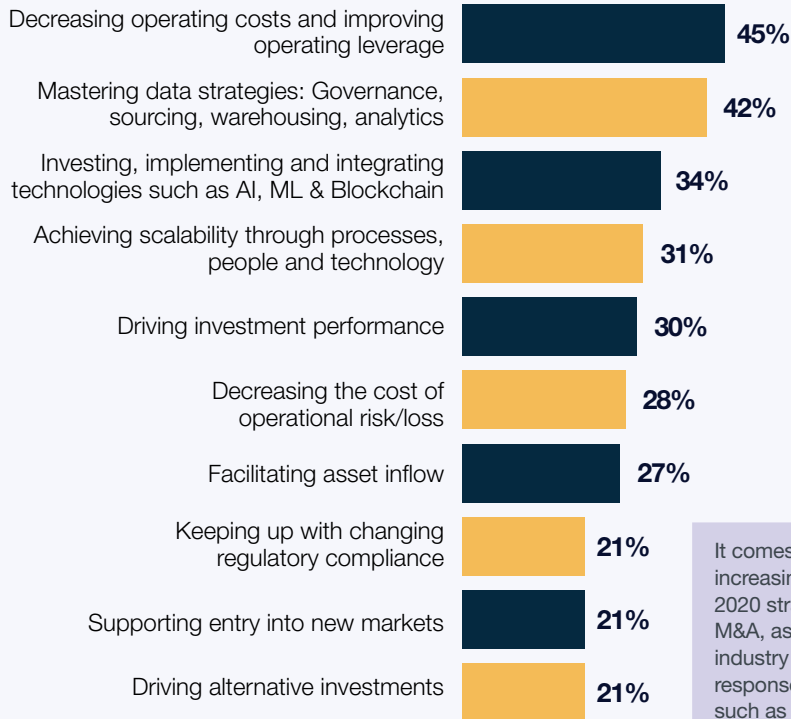 Decreasing operating costs and improving
operating leverage
45%
Mastering data strategies: Governance,
sourcing, warehousing, analytics
42%
Investing, implementing and integrating
technologies such as AI, ML & Blockchain
34%
Achieving scalability through processes,
people and technology
31%
Driving investment performance
30%
Decreasing the cost of
operational risk/loss
28%
Facilitating asset inflow
27%
Keeping up with changing
regulatory compliance
21%
Supporting entry into new markets
21%
Driving alternative investments
21%
It comes
2020
M&A, as
industry
such as